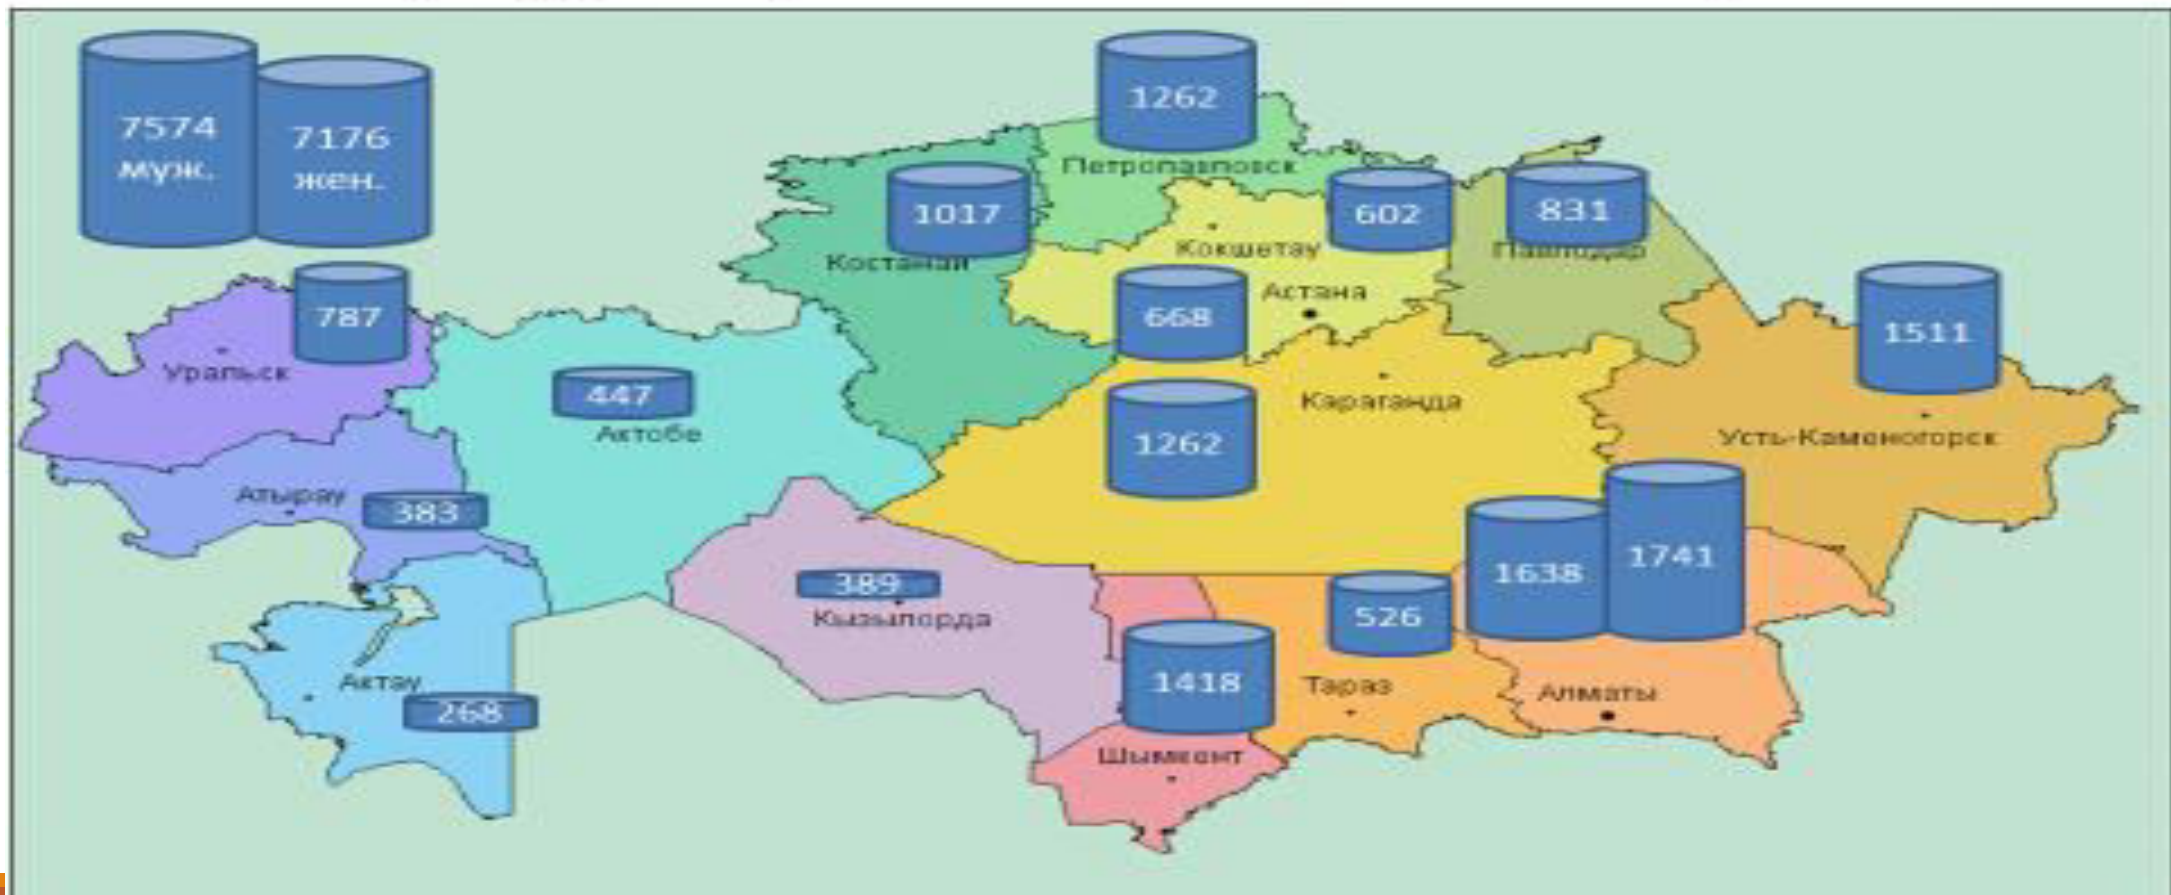 7574
муж.
7176
жен.
1262
Петропавловск
1017
602
831
Костанай
Кокшетау
Павлодар
Астана
787
668
1511
Уральск
447
Караганда
Актобе
1262
Усть-Каменогорск
Атырау
383
1638
1741
389
Кызылорда
526
1418
Тараз
Алматы
Актау
268
Шымкент